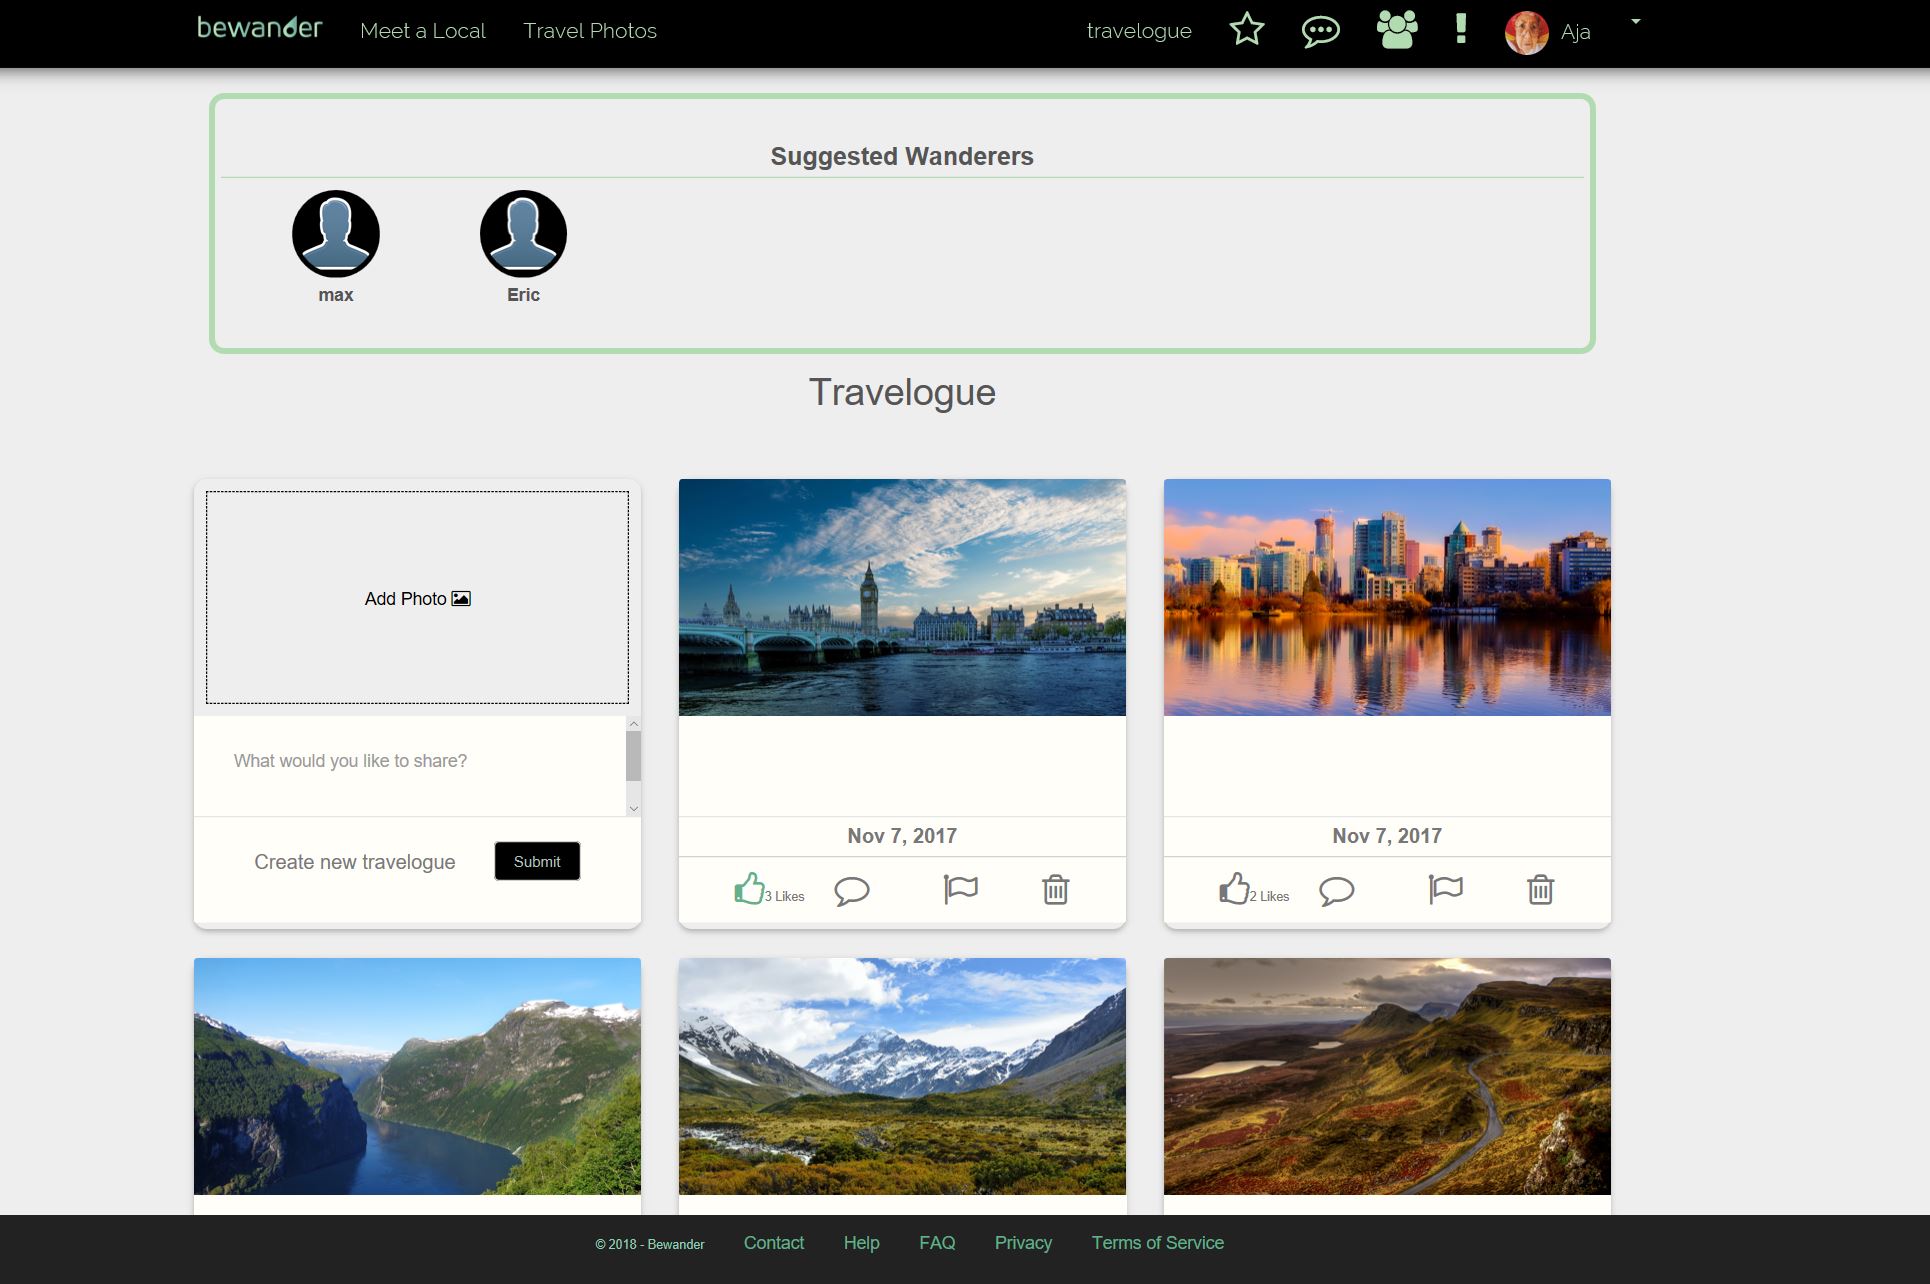 bewander Meet a Local Travel Photos travelogue Aja
Suggested Wanderers
max Eric
Travelogue
Add Photo
What would you like to share?
Create new travelogue Submit
Nov 7, 2017
3 Likes
Nov 7, 2017
2 Likes
© 2018 - Bewander Contact Help FAQ Privacy Terms of Service